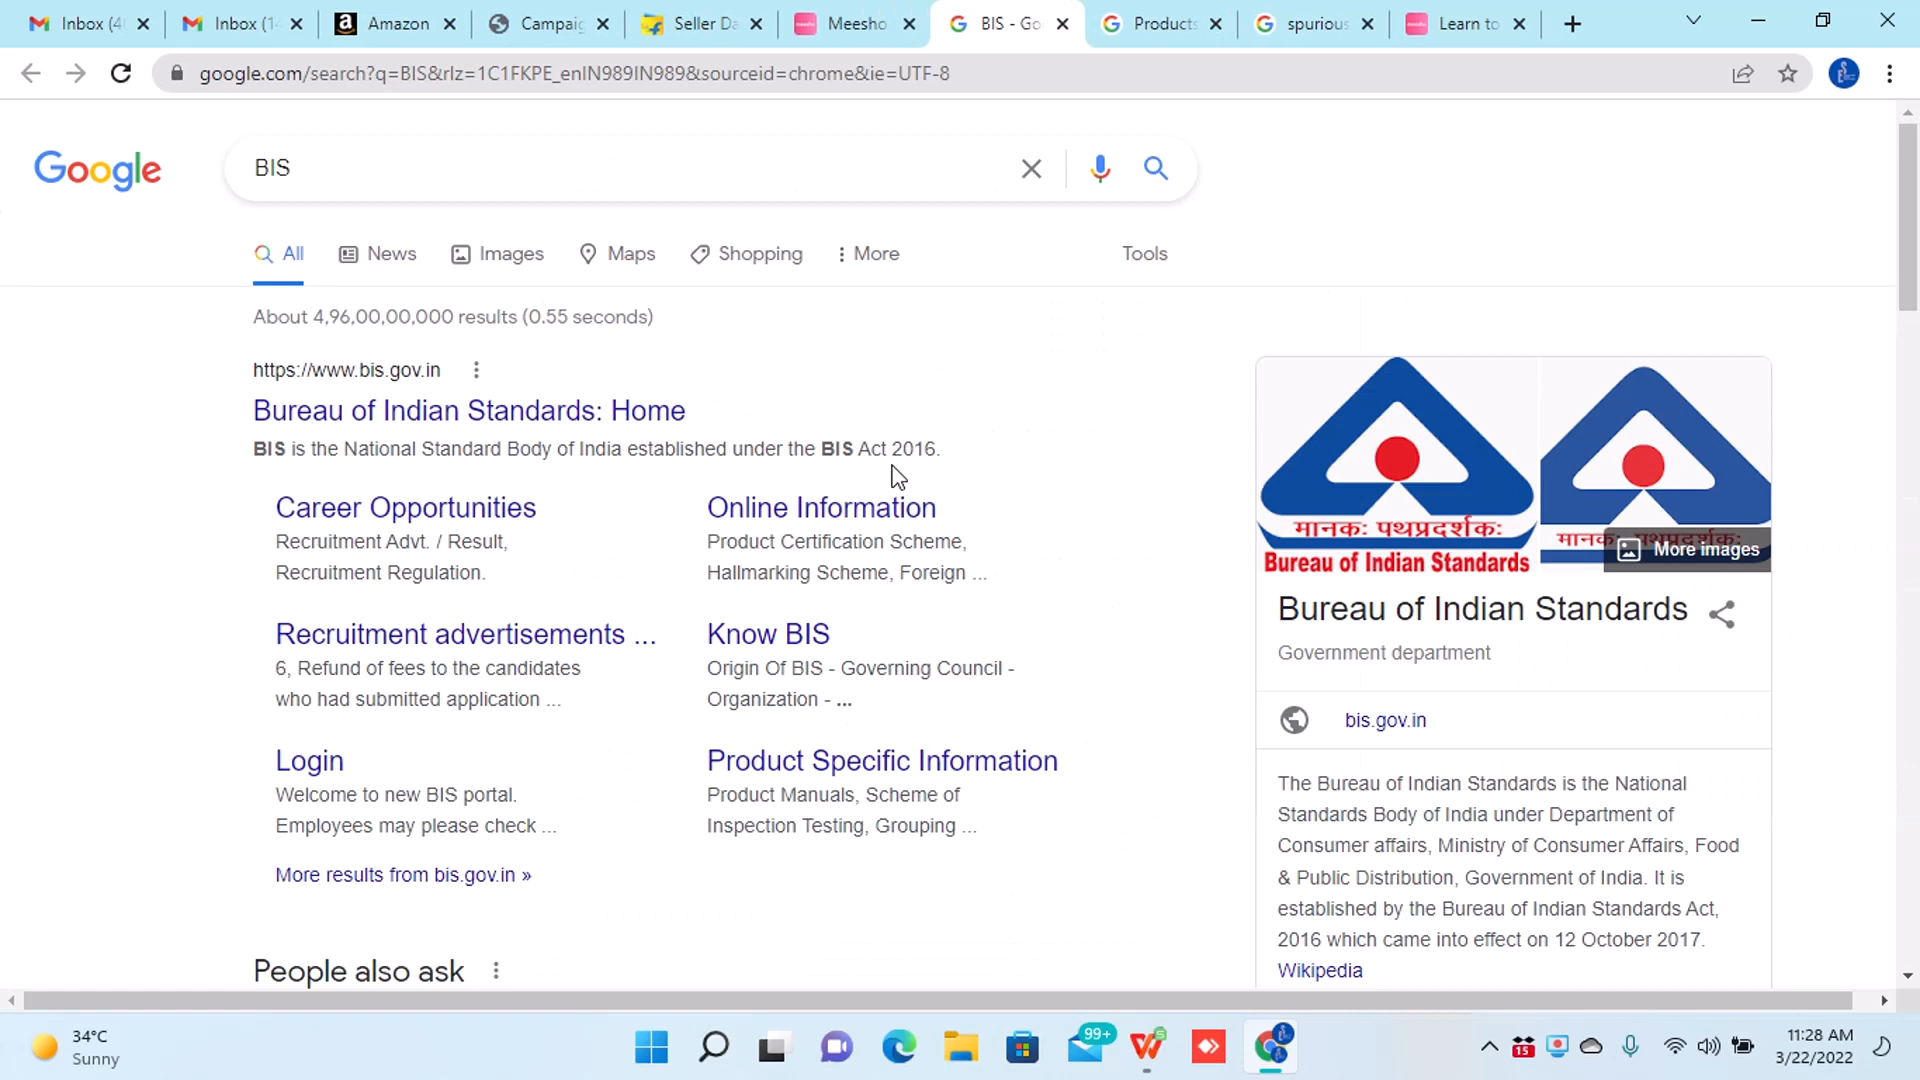 Inbox (4
Inbox (1
Amazon
Campaig
Seller Da
Meesho
BIS - Go
Products
spurious
Learn to
google.com/search?q=BIS&rlz=1C1FKPE_enIN989IN989&sourceid=chrome&ie=UTF-8
Google
BIS
All
News
Images
Maps
Shopping
More
Tools
About 4,96,00,00,000 results (0.55 seconds)
https://www.bis.gov.in
Bureau of Indian Standards: Home
BIS is the National Standard Body of India established under the BIS Act 2016.
Career Opportunities
Recruitment Advt. / Result,
Recruitment Regulation.
Online Information
Product Certification Scheme,
Hallmarking Scheme, Foreign ...
Recruitment advertisements ...
6, Refund of fees to the candidates
who had submitted application ...
Know BIS
Origin Of BIS - Governing Council -
Organization - ...
Login
Welcome to new BIS portal.
Employees may please check ...
Product Specific Information
Product Manuals, Scheme of
Inspection Testing, Grouping ...
More results from bis.gov.in »
People also ask
मानकः पथप्रदर्शकः
Bureau of Indian Standards
मानकः पथप्रदर्शकः
More images
Bureau of Indian Standards
Government department
bis.gov.in
The Bureau of Indian Standards is the National
Standards Body of India under Department of
Consumer affairs, Ministry of Consumer Affairs, Food
& Public Distribution, Government of India. It is
established by the Bureau of Indian Standards Act,
2016 which came into effect on 12 October 2017.
Wikipedia
34°C
Sunny
99+
15
11:28 AM
3/22/2022